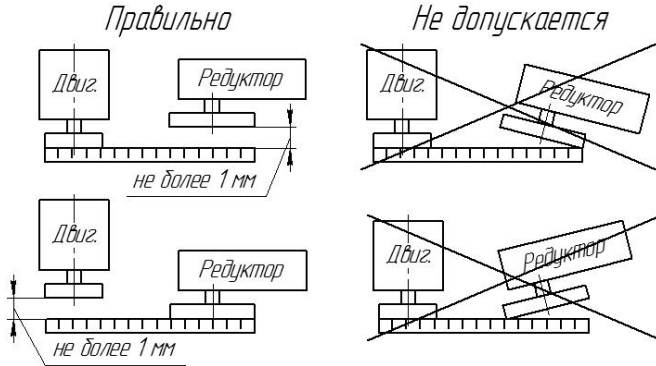 Правильно
Не допускается
Двиг.
Редуктор
Двиг.
Редуктор
не более 1 мм
Двиг.
Редуктор
Двиг.
Редуктор
не более 1 мм